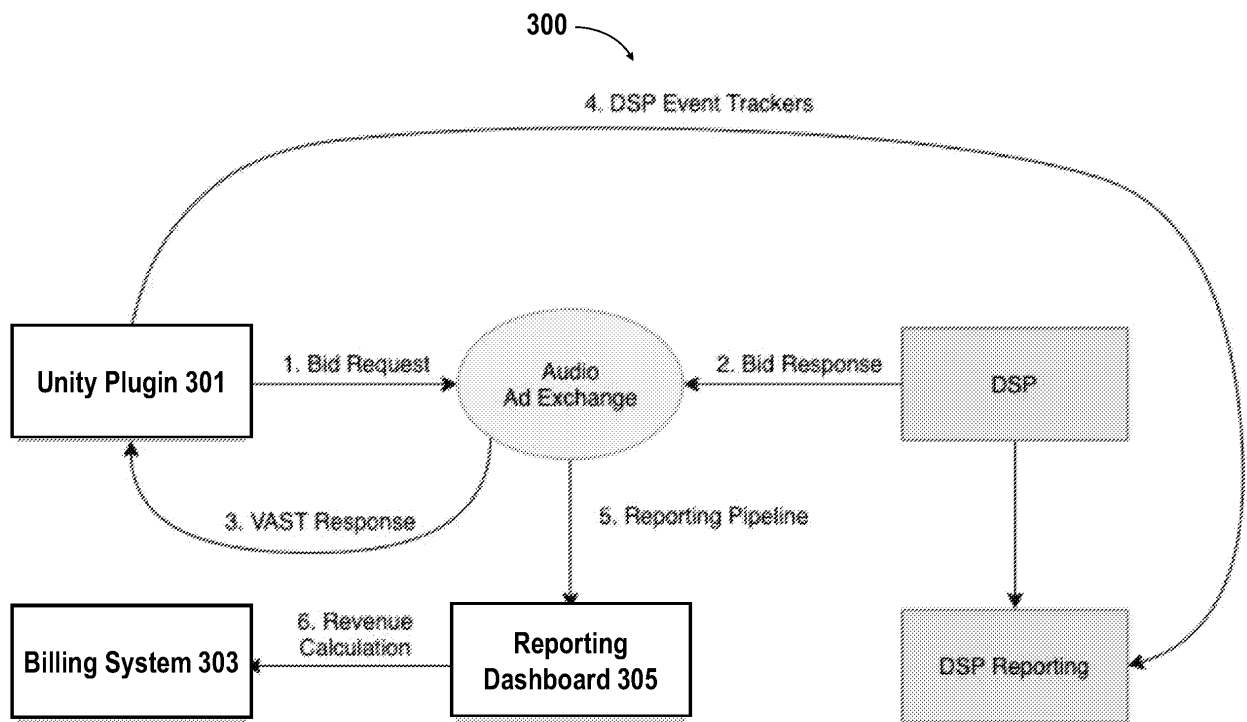 300
4. DSP Event Trackers
Unity Plugin 301
1. Bid Request
Audio
Ad Exchange
2. Bid Response
DSP
3. VAST Response
5. Reporting Pipeline
Billing System 303
6. Revenue
Calculation
Reporting
Dashboard 305
DSP Reporting